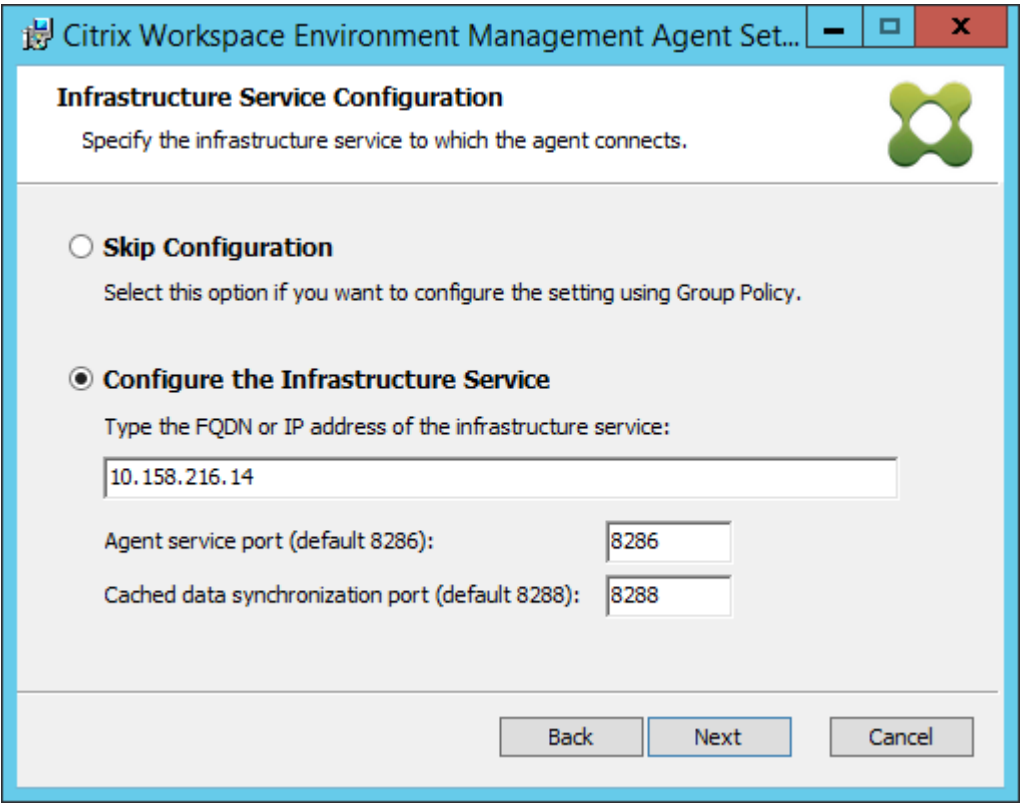 Citrix Workspace Environment Management Agent Set...
Infrastructure Service Configuration
Specify the infrastructure service to which the agent connects.
Skip Configuration
Select this option if you want to configure the setting using Group Policy.
Configure the Infrastructure Service
Type the FQDN or IP address of the infrastructure service:
10.158.216.14
Agent service port (default 8286): 8286
Cached data synchronization port (default 8288): 8288
Back Next Cancel